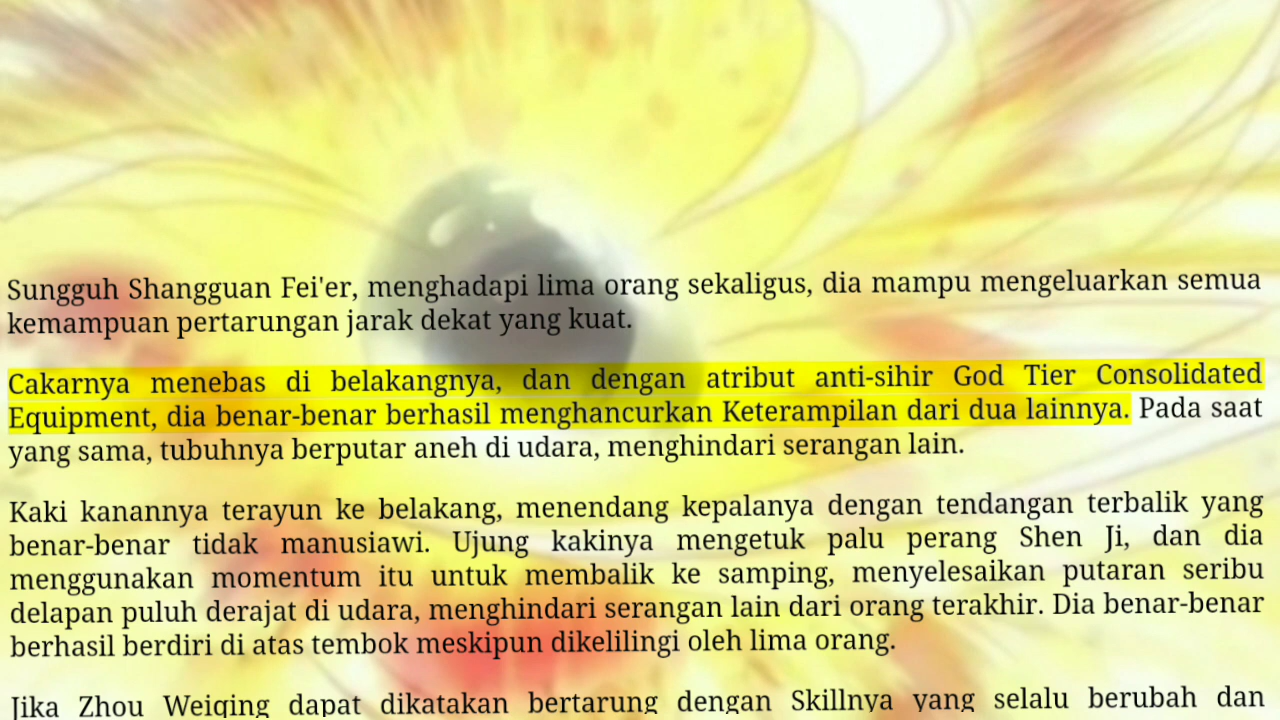 Sungguh Shangguan Fei'er, menghadapi lima orang sekaligus, dia mampu mengeluarkan semua
kemampuan pertarungan jarak dekat yang kuat.
Cakarnya menebas di belakangnya, dan dengan atribut anti-sihir God Tier Consolidated
Equipment, dia benar-benar berhasil menghancurkan Keterampilan dari dua lainnya. Pada saat
yang sama, tubuhnya berputar aneh di udara, menghindari serangan lain.
Kaki kanannya terayun ke belakang, menendang kepalanya dengan tendangan terbalik yang
benar-benar tidak manusiawi. Ujung kakinya mengetuk palu perang Shen Ji, dan dia
menggunakan momentum itu untuk membalik ke samping, menyelesaikan putaran seribu
delapan puluh derajat di udara, menghindari serangan lain dari orang terakhir. Dia benar-benar
berhasil berdiri di atas tembok meskipun dikelilingi oleh lima orang.
Jika Zhou Weiqing dapat dikatakan bertarung dengan Skillnya yang selalu berubah dan